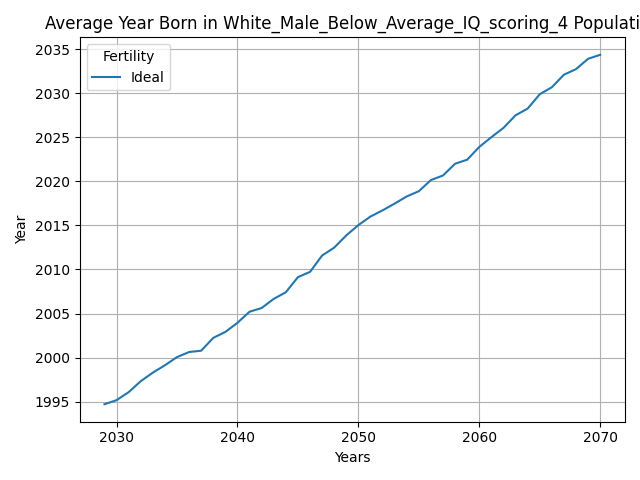 Average Year Born in White_Male_Below_Average_IQ_scoring_4 Populati
Fertility
Ideal
2035
2030
2025
2020
2015
2010
2005
2000
1995
Year
2030 2040 2050 2060 2070
Years